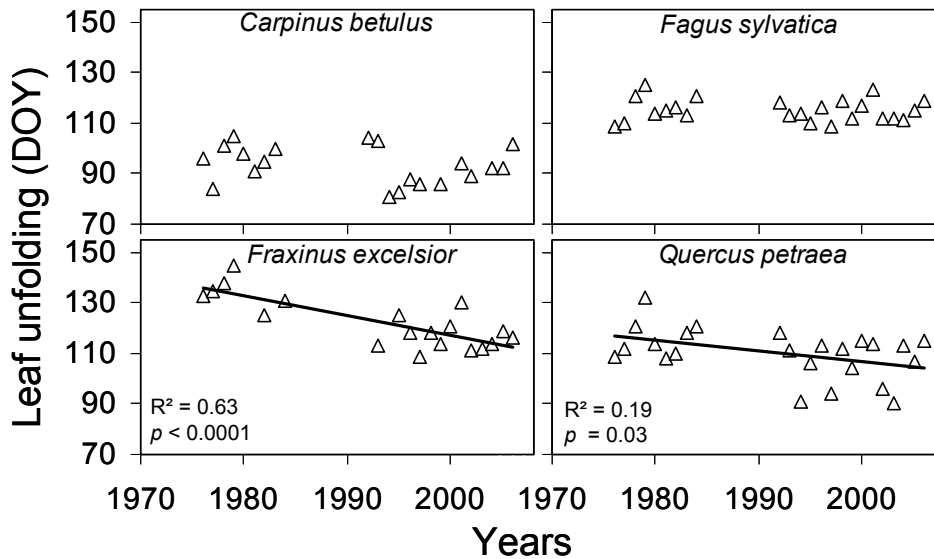 Carpinus betulus
Fagus sylvatica
150
130
110
90
70
Fraxinus excelsior
Quercus petraea
150
130
110
90
70
R² = 0.63
p < 0.0001
R² = 0.19
p = 0.03
1970 1980 1990 2000 1970 1980 1990 2000
Years
Leaf unfolding (DOY)